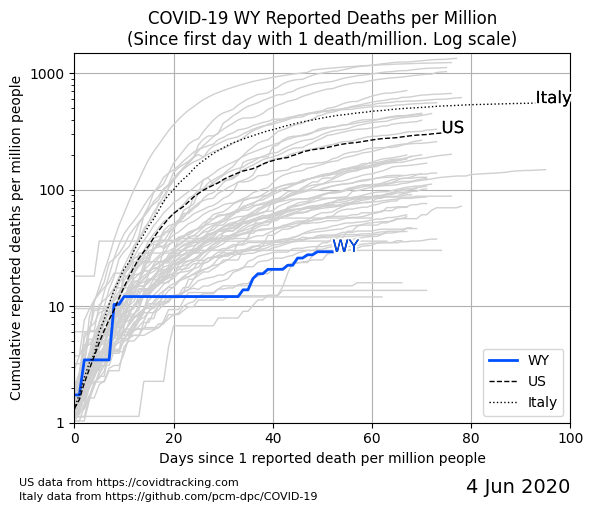 COVID-19 WY Reported Deaths per Million
(Since first day with 1 death/million. Log scale)
Cumulative reported deaths per million people
1000
100
10
1
Italy
US
WY
WY
US
Italy
0 20 40 60 80 100
Days since 1 reported death per million people
US data from https://covidtracking.com
Italy data from https://github.com/pcm-dpc/COVID-19
4 Jun 2020